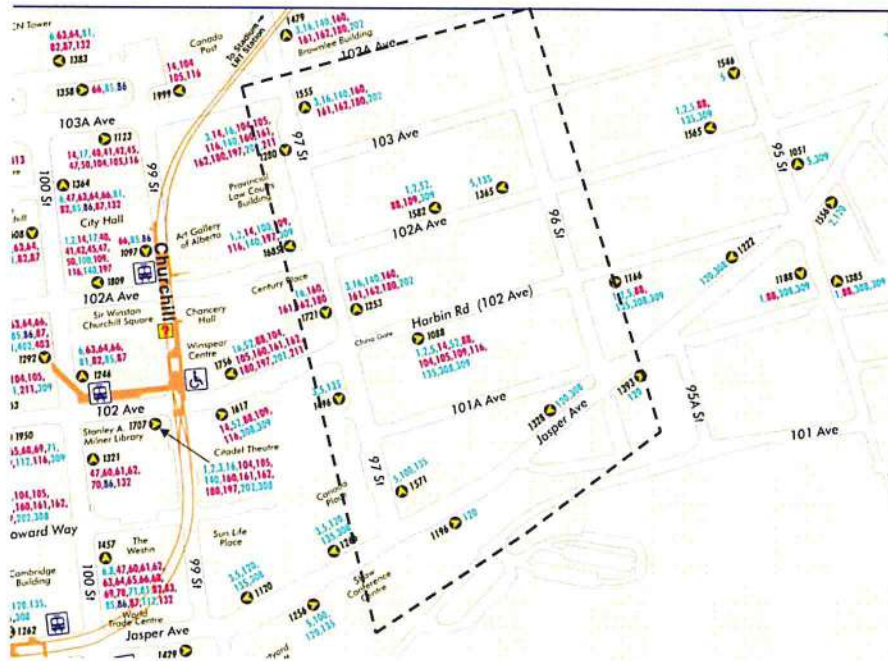 CN Tower
6,63,64,81,
82,87,132
1383
1358
66,85,86
Canada
Post
14,104
105,116
1999
To Stadium
LRT Station
1479
3,16,140,160,
161,162,180,202
Brownlee Building
103A Ave
1555
3,16,140,160,
161,162,180,202
103 Ave
97 St
1546
5
1,2,5,88,
135,309
1565
95 St
1051
5,309
103A Ave
1123
14,17,40,41,42,45,
47,50,104,105,116
99 St
100 St
1364
6,47,63,64,66,81,
82,85,86,87,132
City Hall
3,14,16,104,105,
116,140,160,161,
162,180,197,202,211
1280
Provincial
Law Courts
Building
1,2,14,17,40,
41,42,45,47,
50,100,109,
116,140,197
1809
66,85,86
1097
Churchill
Art Gallery
of Alberta
1,2,14,100,109,
116,140,197,309
1685
1,2,52,
88,109,309
1582
5,135
1365
102A Ave
96 St
1554
2,120
1222
120,308
1188
1,88,308,309
1385
1,88,308,309
1166
1,2,5,88,
135,308,309
102A Ave
Sir Winston
Churchill Square
Chancery
Hall
Century Place
16,160,
161,162,180
1721
3,16,140,160,
161,162,180,202
1253
China Gate
Harbin Rd (102 Ave)
1088
1,2,5,14,52,88,
104,105,109,116,
135,308,309
1292
6,63,64,66,
81,82,85,87
1246
Winspear
Centre
1256
16,52,88,104,
105,160,161,162,
180,197,201,211
102 Ave
1617
14,52,88,109,
116,308,309
3,5,135
1496
101A Ave
1328
120,308
Jasper Ave
1393
120
95A St
101 Ave
1950
Stanley A.
Milner Library
1707
1321
47,60,61,62,
70,86,132
Citadel Theatre
1,2,3,16,104,105,
140,160,161,162,
180,197,202,308
97 St
5,100,135
1571
Canada
Place
3,5,120,
135,308
1196
120
1457
The
Westin
6,8,47,60,61,62,
63,64,65,66,68,
69,70,71,81,82,83,
85,86,87,112,132
World
Trade Centre
100 St
99 St
Sun Life
Place
3,5,120,
135,308
1120
Shaw
Conference
Centre
1256
5,100,
120,135
Cambridge
Building
1262
Jasper Ave
1429